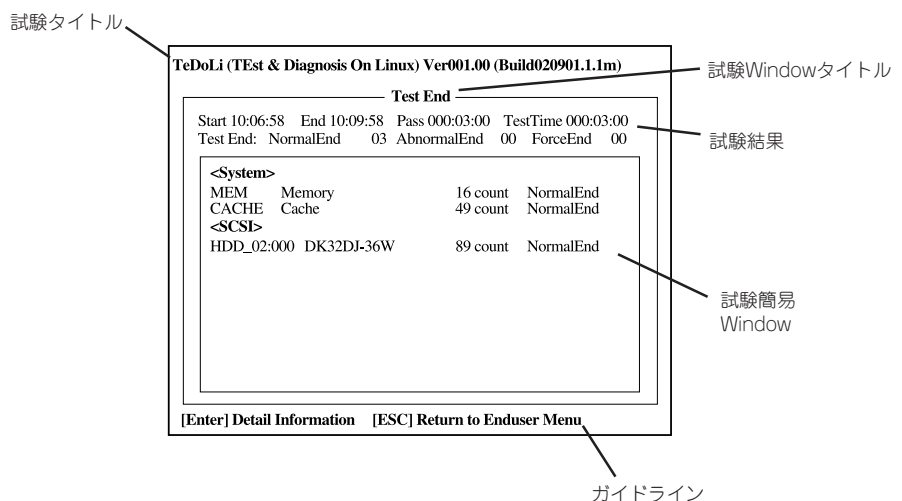 試験タイトル
TeDoLi (TEst & Diagnosis On Linux) Ver001.00 (Build020901.1.1m)
試験Windowタイトル
Test End
Start 10:06:58 End 10:09:58 Pass 000:03:00 TestTime 000:03:00
Test End: NormalEnd 03 AbnormalEnd 00 ForceEnd 00
試験結果
<System>
MEM Memory 16 count NormalEnd
CACHE Cache 49 count NormalEnd
<SCSI>
HDD_02:000 DK32DJ-36W 89 count NormalEnd
試験簡易
Window
[Enter] Detail Information [ESC] Return to Enduser Menu
ガイドライン